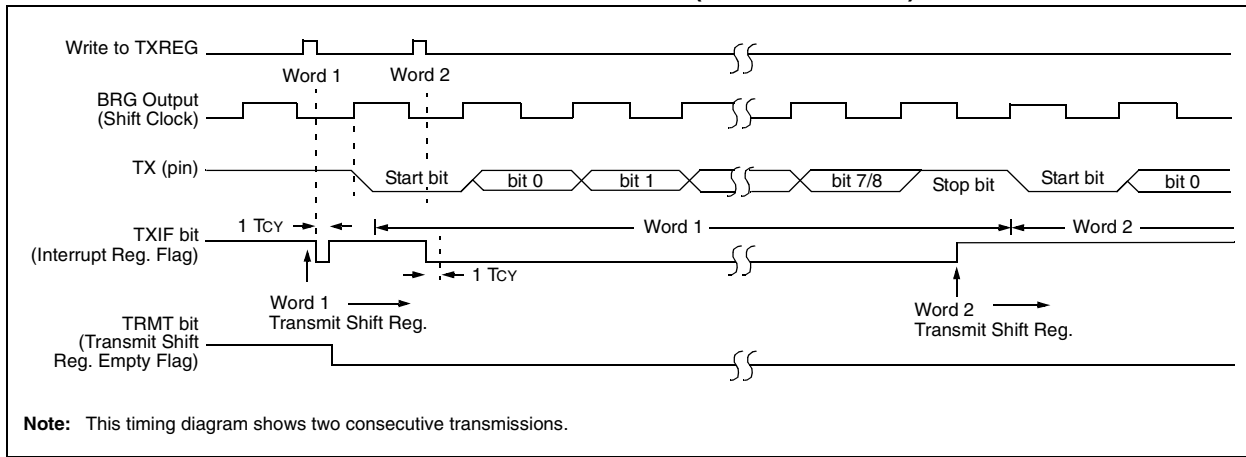 Write to TXREG
Word 1
Word 2
BRG Output
(Shift Clock)
TX (pin)
Start bit
bit 0
bit 1
bit 7/8
Stop bit
Start bit
bit 0
1 TCY
Word 1
Word 2
TXIF bit
(Interrupt Reg. Flag)
1 TCY
Word 1
Transmit Shift Reg.
Word 2
Transmit Shift Reg.
TRMT bit
(Transmit Shift
Reg. Empty Flag)
Note: This timing diagram shows two consecutive transmissions.